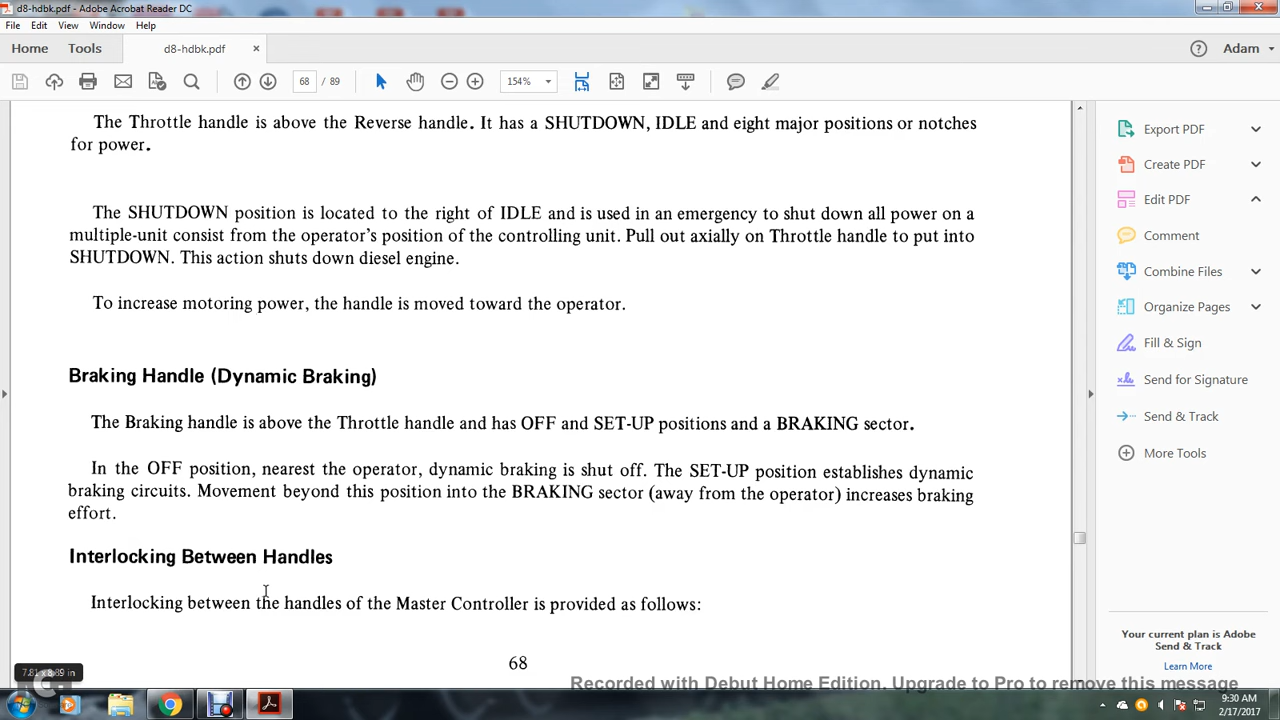 d8-hdbk.pdf - Adobe Acrobat Reader DC
File Edit View Window Help
Home Tools d8-hdbk.pdf × Adam
68 / 89 154%
The Throttle handle is above the Reverse handle. It has a SHUTDOWN, IDLE and eight major positions or notches
for power.
The SHUTDOWN position is located to the right of IDLE and is used in an emergency to shut down all power on a
multiple-unit consist from the operator's position of the controlling unit. Pull out axially on Throttle handle to put into
SHUTDOWN. This action shuts down diesel engine.
To increase motoring power, the handle is moved toward the operator.
Braking Handle (Dynamic Braking)
The Braking handle is above the Throttle handle and has OFF and SET-UP positions and a BRAKING sector.
In the OFF position, nearest the operator, dynamic braking is shut off. The SET-UP position establishes dynamic
braking circuits. Movement beyond this position into the BRAKING sector (away from the operator) increases braking
effort.
Interlocking Between Handles
Interlocking between the handles of the Master Controller is provided as follows:
68
7.81 x 8.89 in
Export PDF
Create PDF
Edit PDF
Comment
Combine Files
Organize Pages
Fill & Sign
Send for Signature
Send & Track
More Tools
Your current plan is Adobe
Send & Track
Learn More
Recorded with Debut Home Edition. Upgrade to Pro to remove this message
9:30 AM
2/17/2017